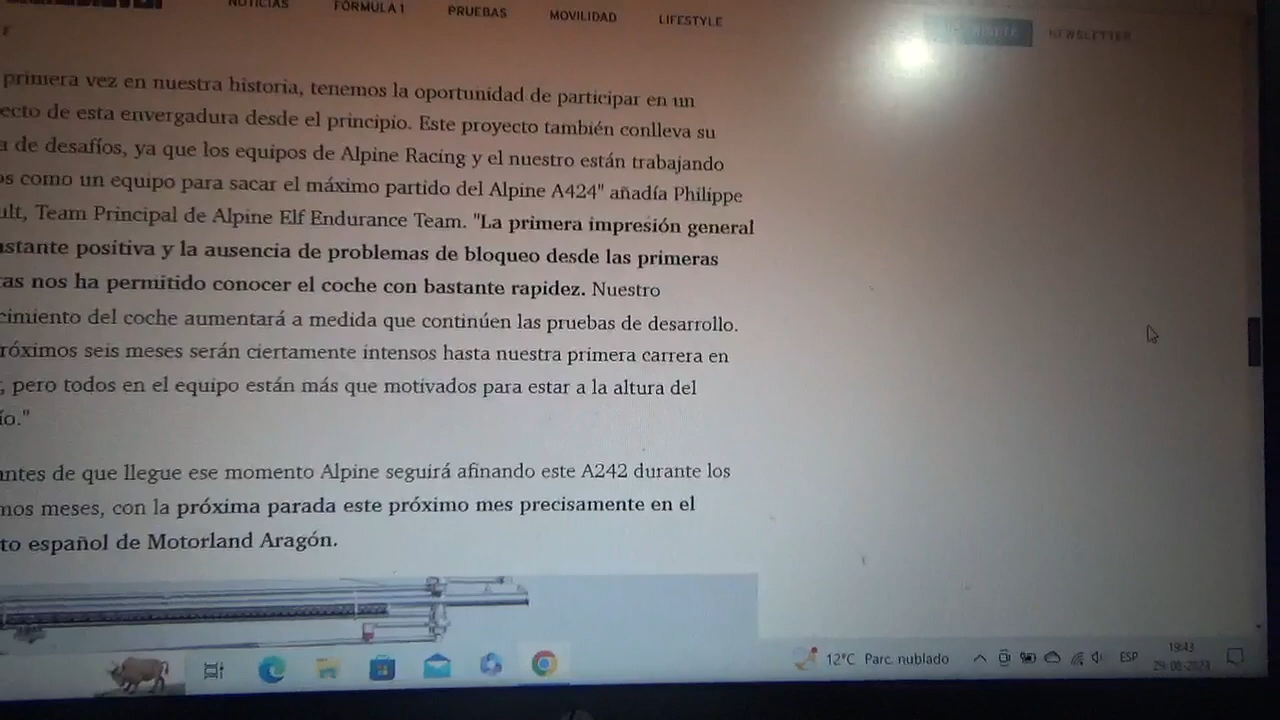 NOTICIAS FÓRMULA 1 PRUEBAS MOVILIDAD LIFESTYLE NEWSLETTER
primera vez en nuestra historia, tenemos la oportunidad de participar en un
ecto de esta envergadura desde el principio. Este proyecto también conlleva su
a de desafíos, ya que los equipos de Alpine Racing y el nuestro están trabajando
os como un equipo para sacar el máximo partido del Alpine A424" añadía Philippe
ult, Team Principal de Alpine Elf Endurance Team. "La primera impresión general
astante positiva y la ausencia de problemas de bloqueo desde las primeras
tas nos ha permitido conocer el coche con bastante rapidez. Nuestro
cimiento del coche aumentará a medida que continúen las pruebas de desarrollo.
róximos seis meses serán ciertamente intensos hasta nuestra primera carrera en
, pero todos en el equipo están más que motivados para estar a la altura del
ío."
antes de que llegue ese momento Alpine seguirá afinando este A242 durante los
mos meses, con la próxima parada este próximo mes precisamente en el
to español de Motorland Aragón.
12°C Parc. nublado ESP 19:43
29-08-2023